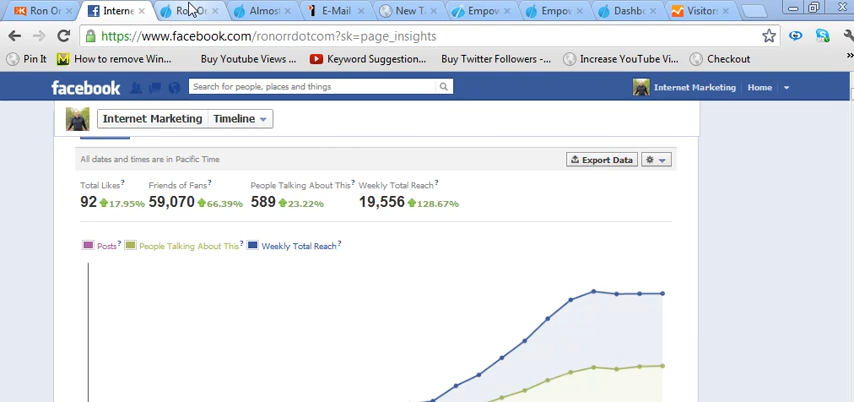 Ron Or
Interne
Ron Or
Almos
E-Mail
New T
Empov
Empov
Dashb
Visitors
https://www.facebook.com/ronorrdotcom?sk=page_insights
Pin It
How to remove Win...
Buy Youtube Views ...
Keyword Suggestion...
Buy Twitter Followers -...
Increase YouTube Vi...
Checkout
facebook
Search for people, places and things
Internet Marketing
Home
Internet Marketing
Timeline
All dates and times are in Pacific Time
Export Data
Total Likes?
Friends of Fans?
People Talking About This?
Weekly Total Reach?
92 17.95%
59,070 66.39%
589 23.22%
19,556 128.67%
Posts?
People Talking About This?
Weekly Total Reach?